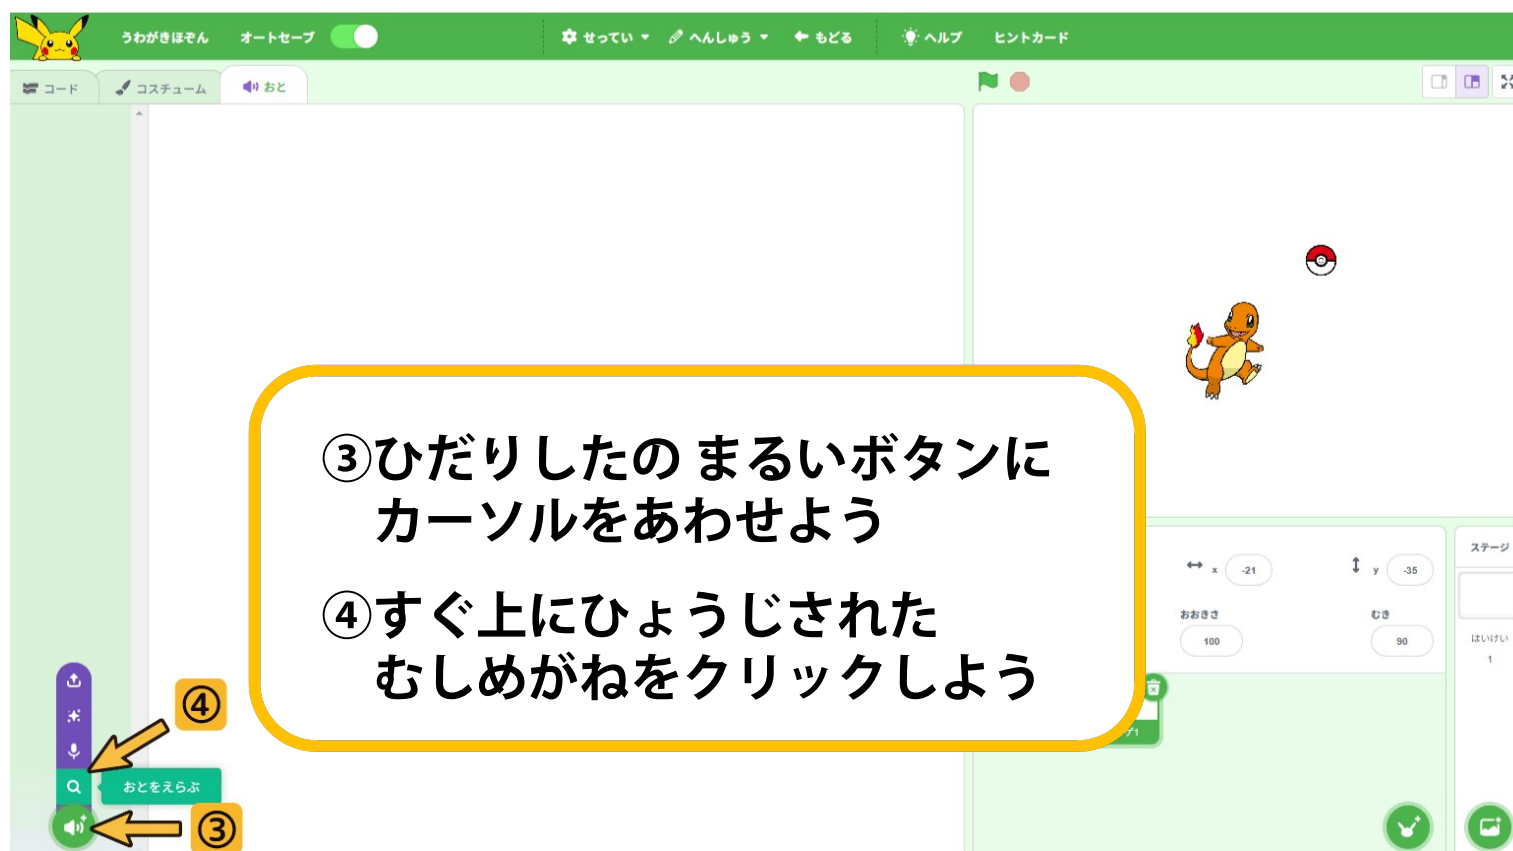 うわがきほぞん オートセーブ せってい へんしゅう もどる ヘルプ ヒントカード
コード コスチューム おと
③ひだりしたの まるいボタンに
カーソルをあわせよう
④すぐ上にひょうじされた
むしめがねをクリックしよう
x -21 y -35
おおきさ むき
100 90
ステージ
はいけい
1
④
おとをえらぶ
③